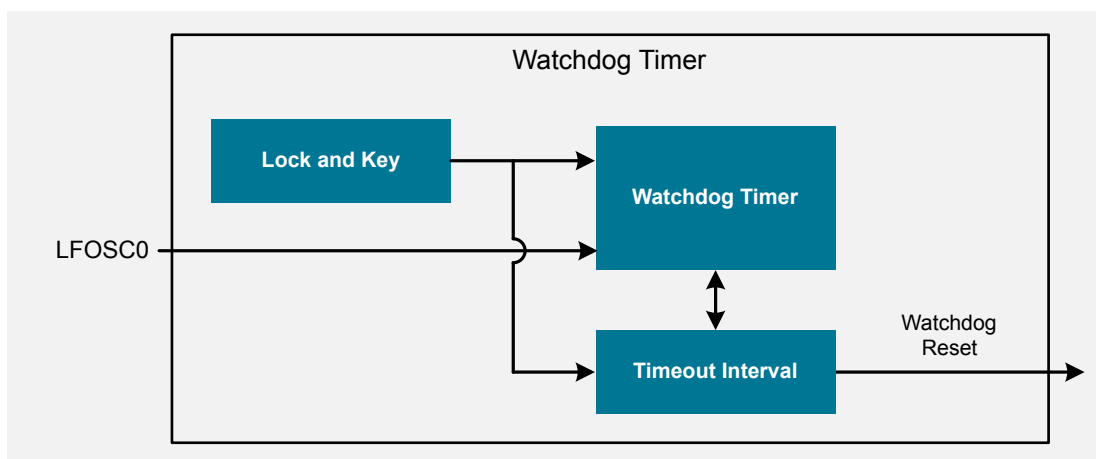 Watchdog Timer
Lock and Key
Watchdog Timer
LFOSC0
Watchdog
Reset
Timeout Interval